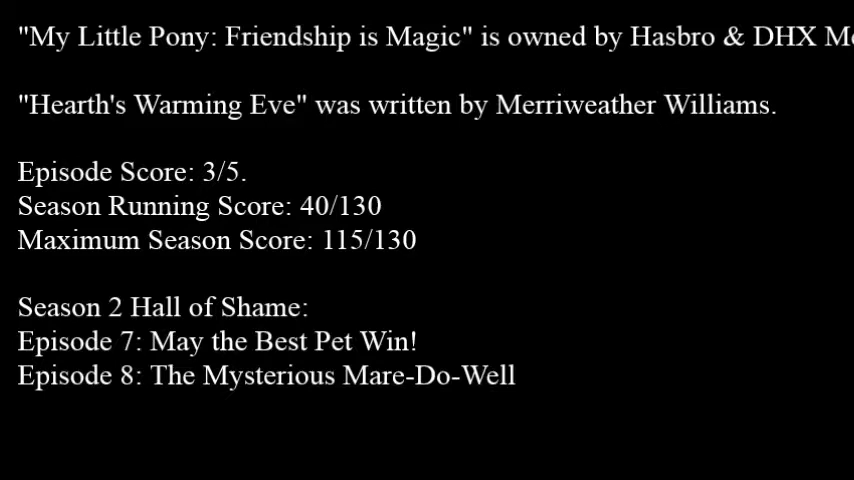 "My Little Pony: Friendship is Magic" is owned by Hasbro & DHX
"Hearth's Warming Eve" was written by Merriweather Williams.
Episode Score: 3/5.
Season Running Score: 40/130
Maximum Season Score: 115/130
Season 2 Hall of Shame:
Episode 7: May the Best Pet Win!
Episode 8: The Mysterious Mare-Do-Well